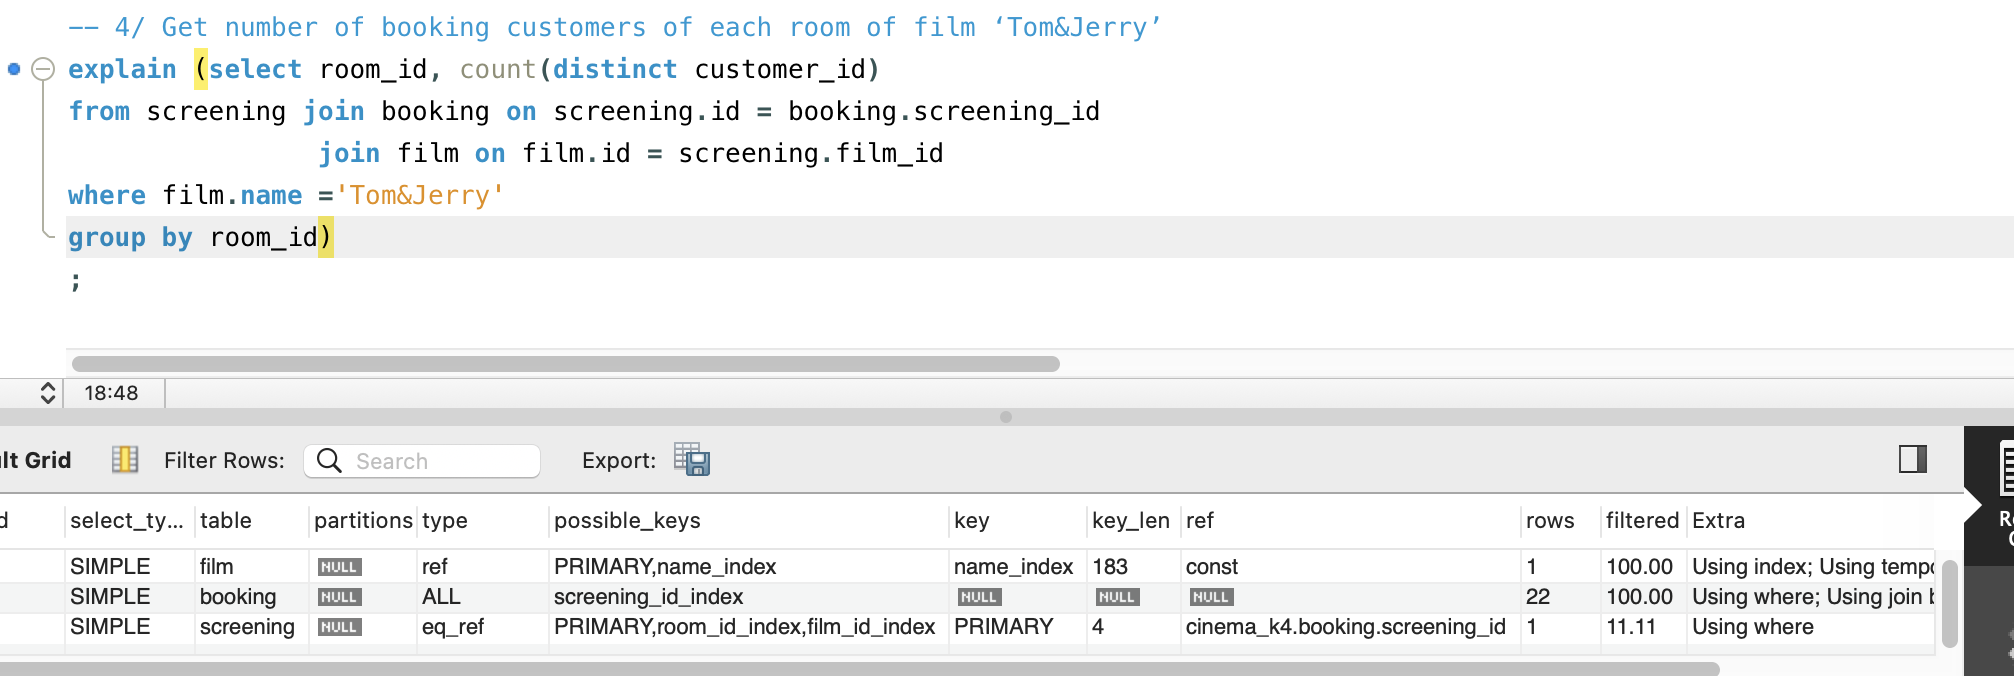 -- 4/ Get number of booking customers of each room of film ‘Tom&Jerry’
explain (select room_id, count(distinct customer_id)
from screening join booking on screening.id = booking.screening_id
join film on film.id = screening.film_id
where film.name ='Tom&Jerry'
group by room_id)
;
18:48
lt Grid Filter Rows: Search Export:
d select_ty... table partitions type possible_keys key key_len ref rows filtered Extra
SIMPLE film NULL ref PRIMARY,name_index name_index 183 const 1 100.00 Using index; Using tempo
SIMPLE booking NULL ALL screening_id_index NULL NULL NULL 22 100.00 Using where; Using join b
SIMPLE screening NULL eq_ref PRIMARY,room_id_index,film_id_index PRIMARY 4 cinema_k4.booking.screening_id 1 11.11 Using where